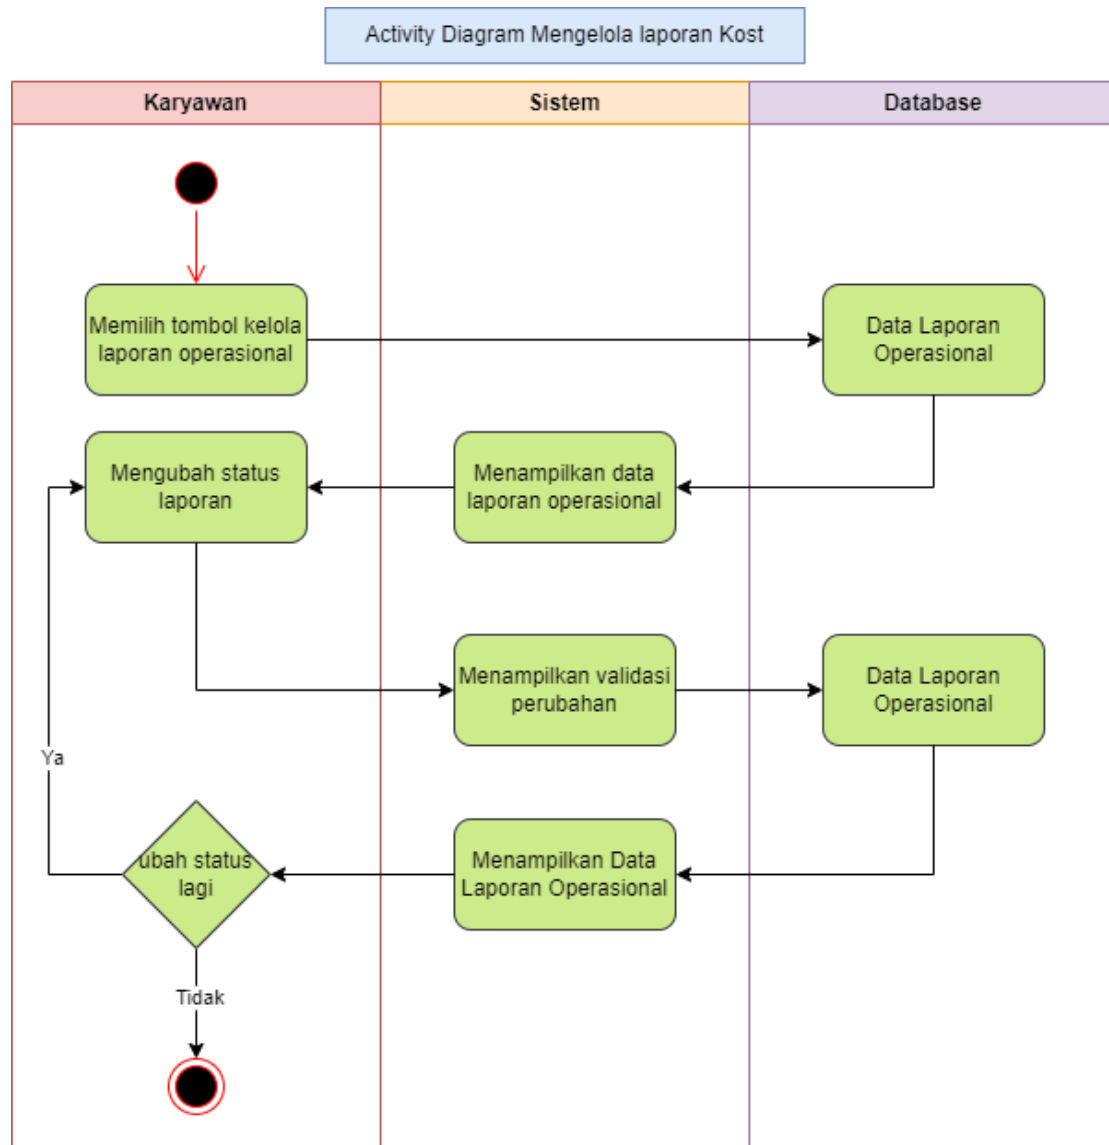 Activity Diagram Mengelola laporan Kost
Karyawan
Sistem
Database
Memilih tombol kelola
laporan operasional
Data Laporan
Operasional
Mengubah status
laporan
Menampilkan data
laporan operasional
Menampilkan validasi
perubahan
Data Laporan
Operasional
Ya
ubah status
lagi
Menampilkan Data
Laporan Operasional
Tidak